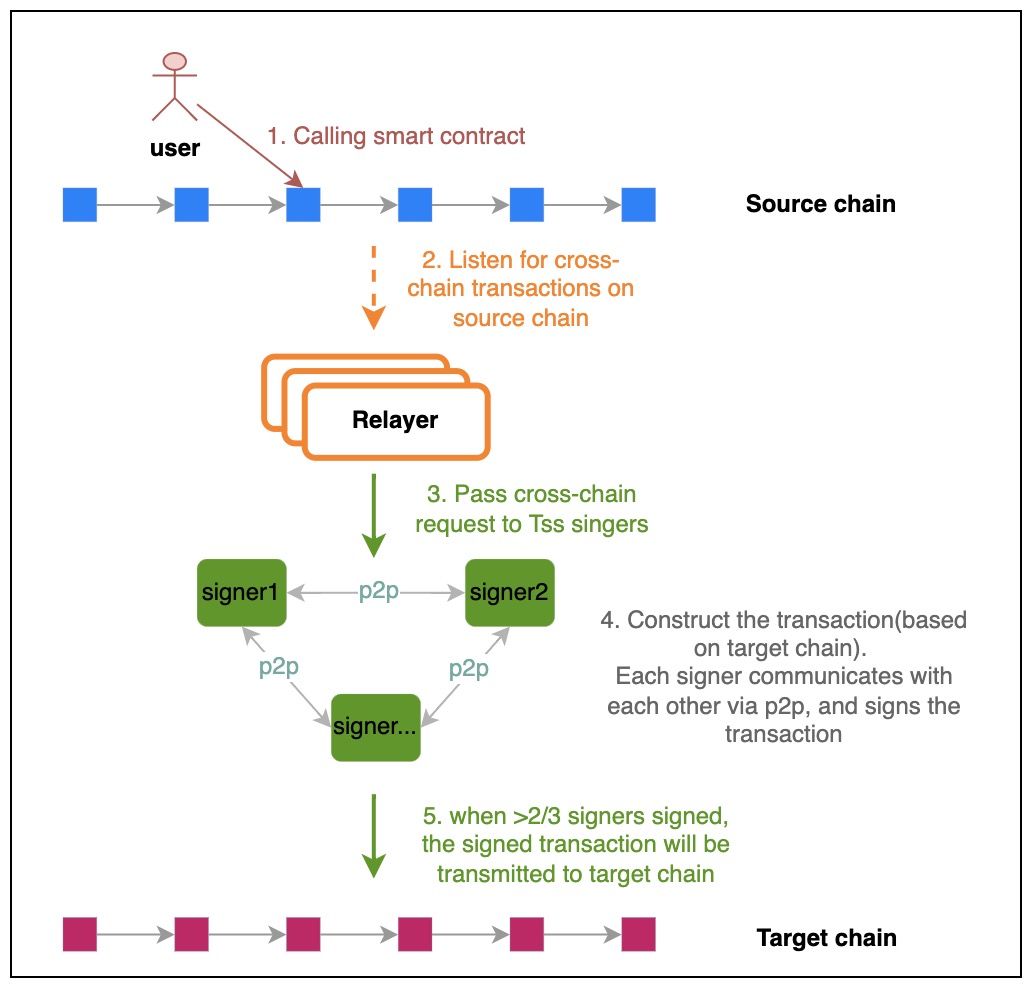 1. Calling smart contract
user
Source chain
2. Listen for cross-
chain transactions on
source chain
Relayer
3. Pass cross-chain
request to Tss singers
signer1
p2p
signer2
p2p
p2p
signer...
4. Construct the transaction(based
on target chain).
Each signer communicates with
each other via p2p, and signs the
transaction
5. when >2/3 signers signed,
the signed transaction will be
transmitted to target chain
Target chain